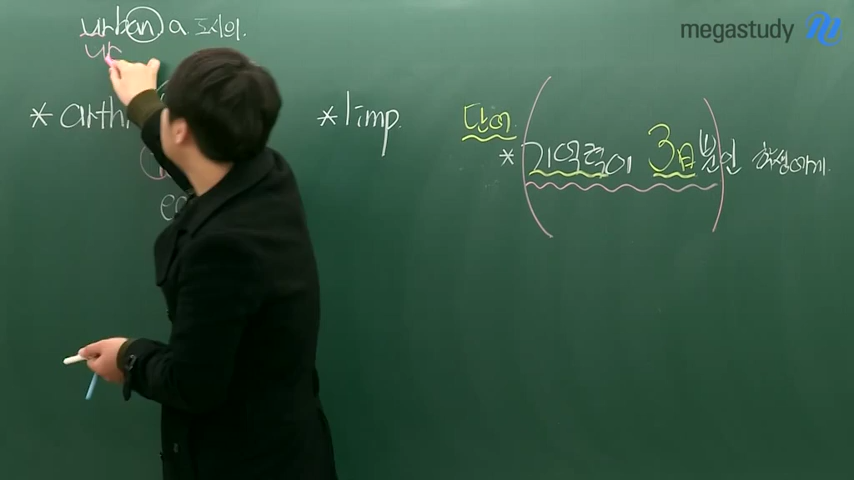 urban. a. 도시의.
ur
* arthr
* limp.
단어.
* 기억력이 3日뿐인 학생에게.
megastudy